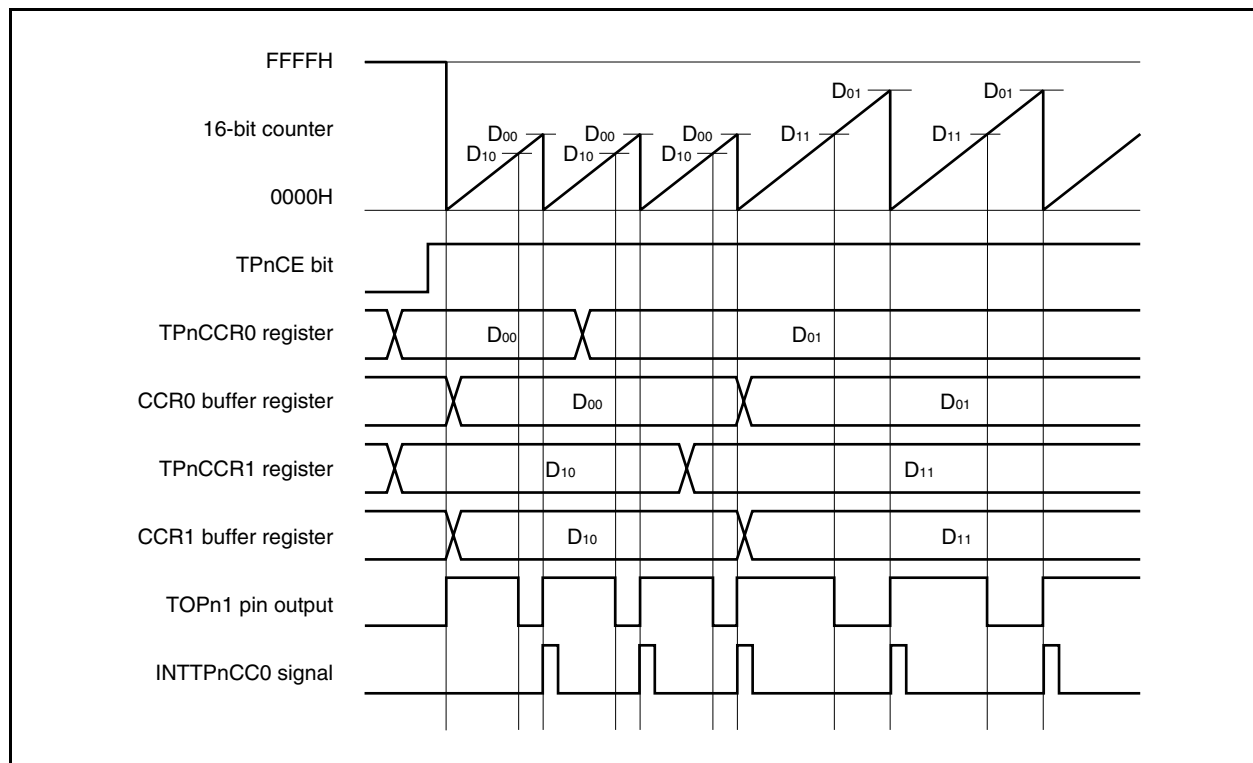 FFFFH
16-bit counter
0000H
D01 D01
D00 D00 D00 D11 D11
D10 D10 D10
TPnCE bit
TPnCCR0 register
D00 D01
CCR0 buffer register
D00 D01
TPnCCR1 register
D10 D11
CCR1 buffer register
D10 D11
TOPn1 pin output
INTTPnCC0 signal